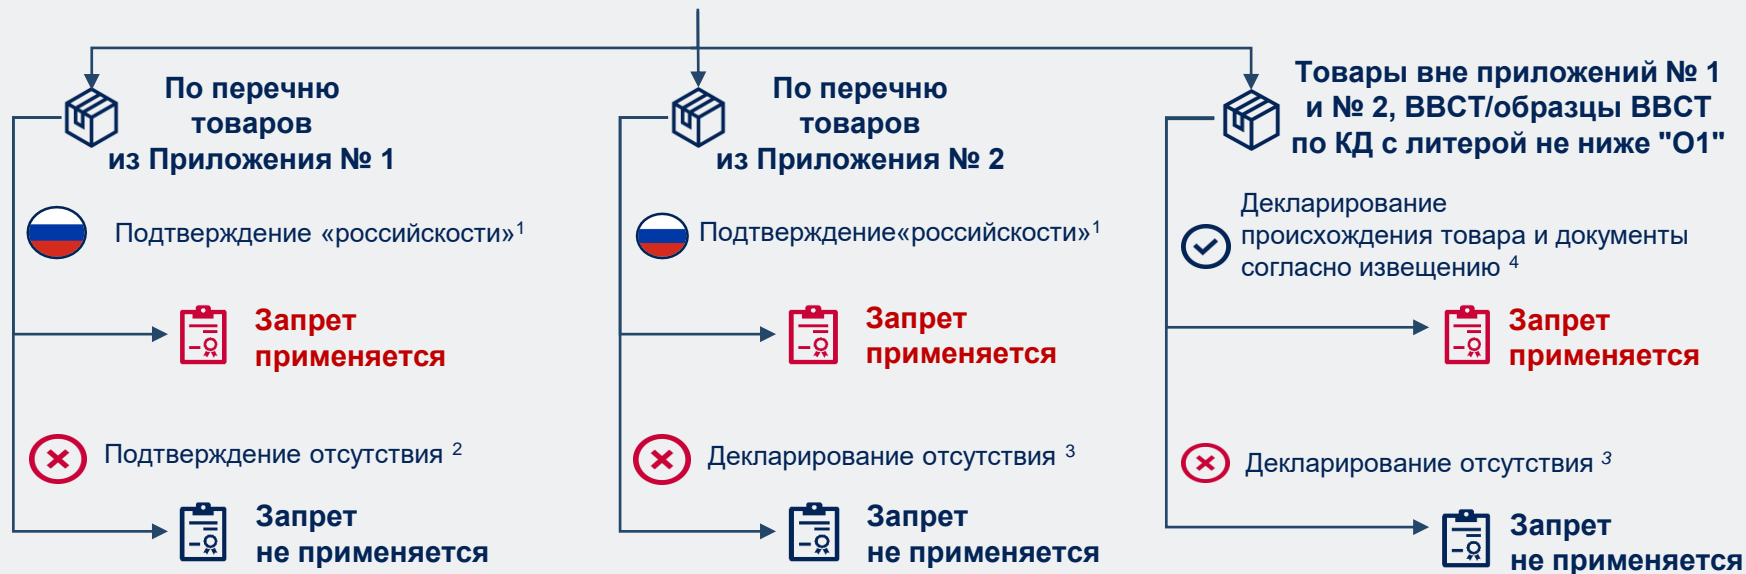 По перечню
товаров
из Приложения № 1
Подтверждение «российскости»1
Запрет
применяется
Подтверждение отсутствия 2
Запрет
не применяется
По перечню
товаров
из Приложения № 2
Подтверждение«российскости»1
Запрет
применяется
Декларирование отсутствия 3
Запрет
не применяется
Товары вне приложений № 1
и № 2, ВВСТ/образцы ВВСТ
по КД с литерой не ниже "О1"
Декларирование
происхождения товара и документы
согласно извещению 4
Запрет
применяется
Декларирование отсутствия 3
Запрет
не применяется